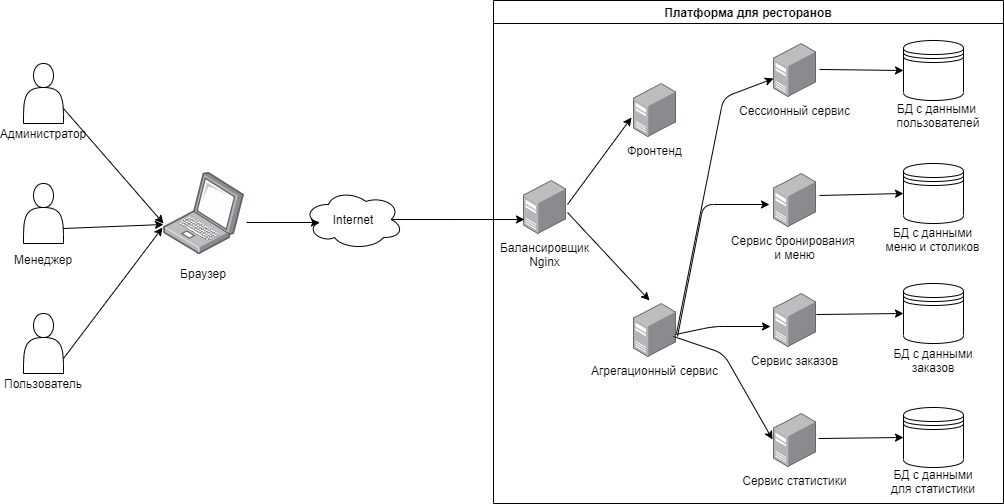 Платформа для ресторанов
Администратор
Менеджер
Пользователь
Браузер
Internet
Балансировщик
Nginx
Фронтенд
Агрегационный сервис
Сессионный сервис
БД с данными
пользователей
Сервис бронирования
и меню
БД с данными
меню и столиков
Сервис заказов
БД с данными
заказов
Сервис статистики
БД с данными
для статистики